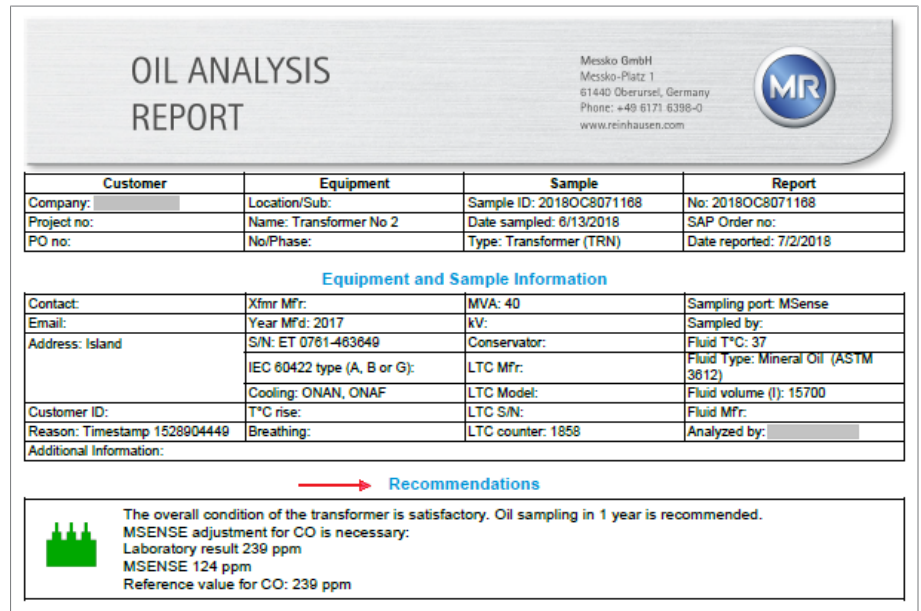 OIL ANALYSIS
REPORT
Messko GmbH
Messko-Platz 1
61440 Oberursel, Germany
Phone: +49 6171 6398-0
www.reinhausen.com
MR
Customer Equipment Sample Report
Company: Location/Sub: Sample ID: 2018OC8071168 No: 2018OC8071168
Project no: Name: Transformer No 2 Date sampled: 6/13/2018 SAP Order no:
PO no: No/Phase: Type: Transformer (TRN) Date reported: 7/2/2018
Equipment and Sample Information
Contact: Xfmr Mf'r: MVA: 40 Sampling port: MSense
Email: Year Mf'd: 2017 kV: Sampled by:
Address: Island S/N: ET 0761-463649 Conservator: Fluid T°C: 37
IEC 60422 type (A, B or G): LTC Mf'r: Fluid Type: Mineral Oil (ASTM
3612)
Cooling: ONAN, ONAF LTC Model: Fluid volume (l): 15700
Customer ID: T°C rise: LTC S/N: Fluid Mf'r:
Reason: Timestamp 1528904449 Breathing: LTC counter: 1858 Analyzed by:
Additional Information:
Recommendations
The overall condition of the transformer is satisfactory. Oil sampling in 1 year is recommended.
MSENSE adjustment for CO is necessary:
Laboratory result 239 ppm
MSENSE 124 ppm
Reference value for CO: 239 ppm